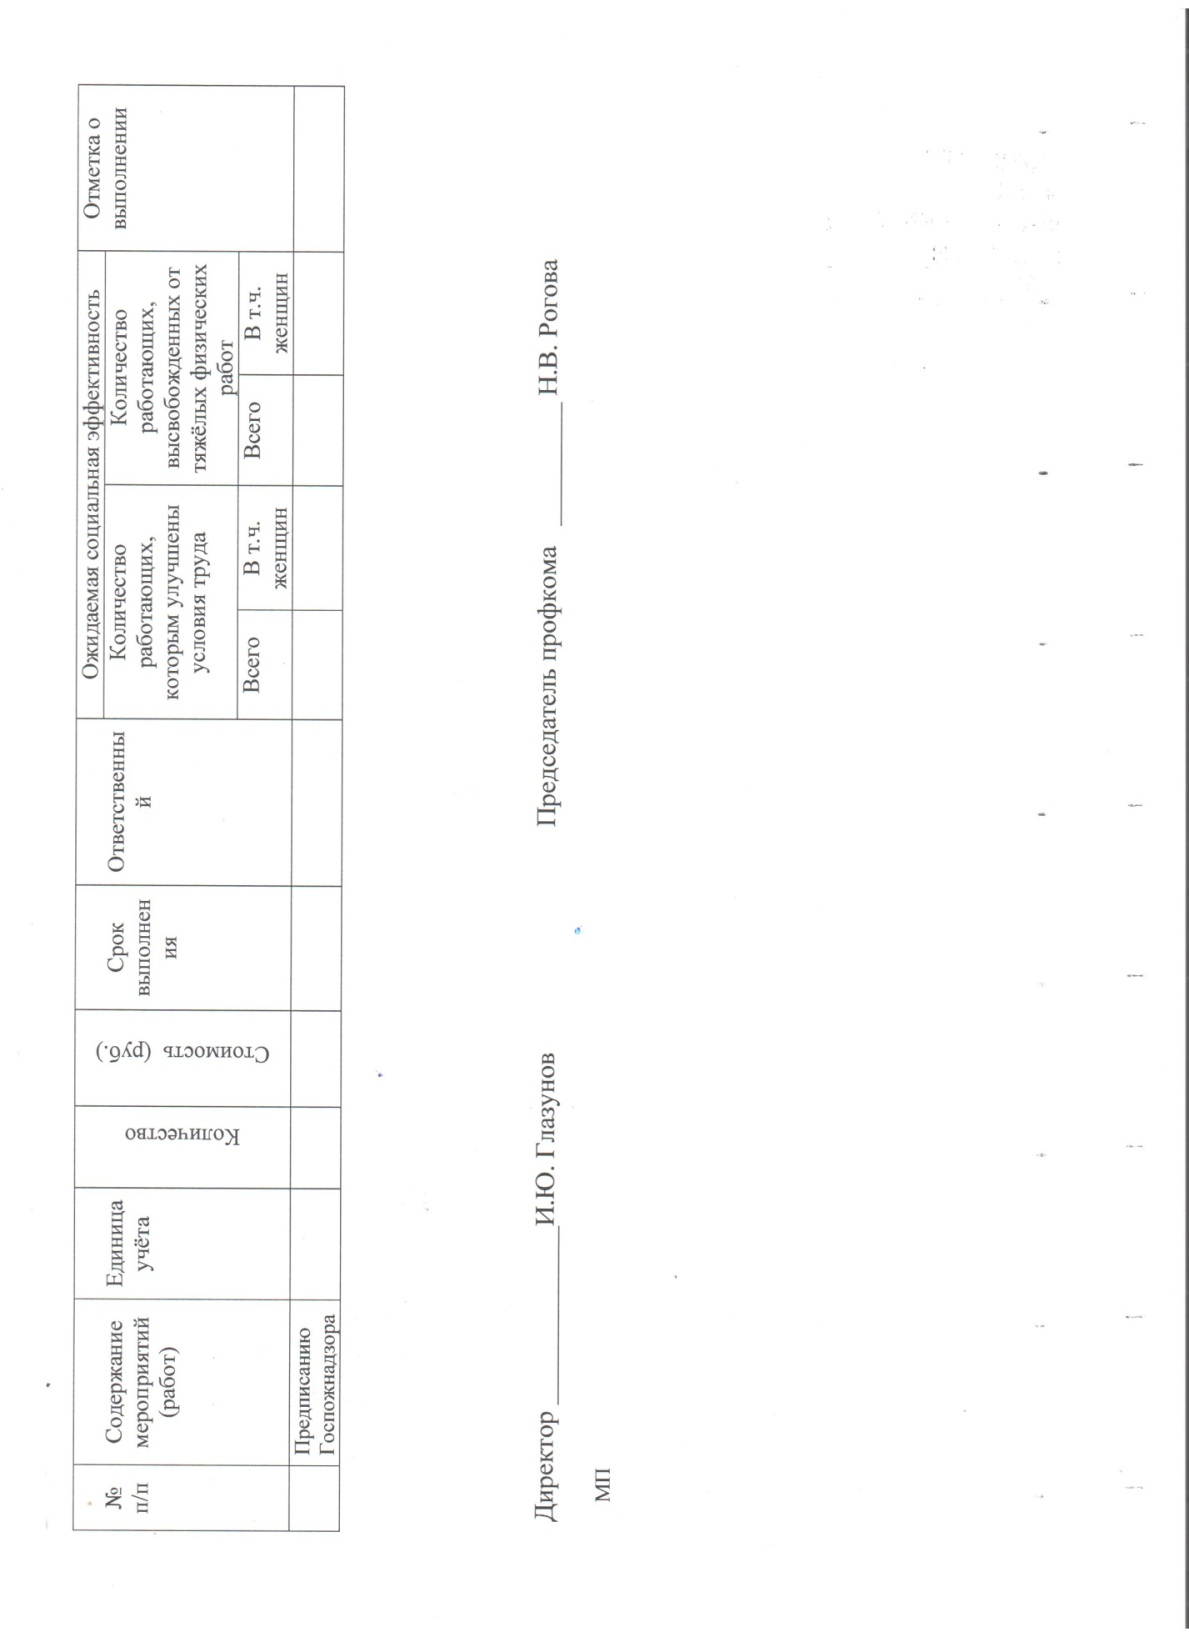 №
п/п
Содержание
мероприятий
(работ)
Единица
учёта
Количество
Стоимость (руб.)
Срок
выполнен
ия
Ответственны
й
Ожидаемая социальная эффективность
Количество
работающих,
которым улучшены
условия труда
Количество
работающих,
высвобожденных от
тяжёлых физических
работ
Всего
В т.ч.
женщин
Всего
В т.ч.
женщин
Отметка о
выполнении
Предписанию
Госпожнадзора
Директор ____________И.Ю. Глазунов Председатель профкома ________Н.В. Рогова
МП